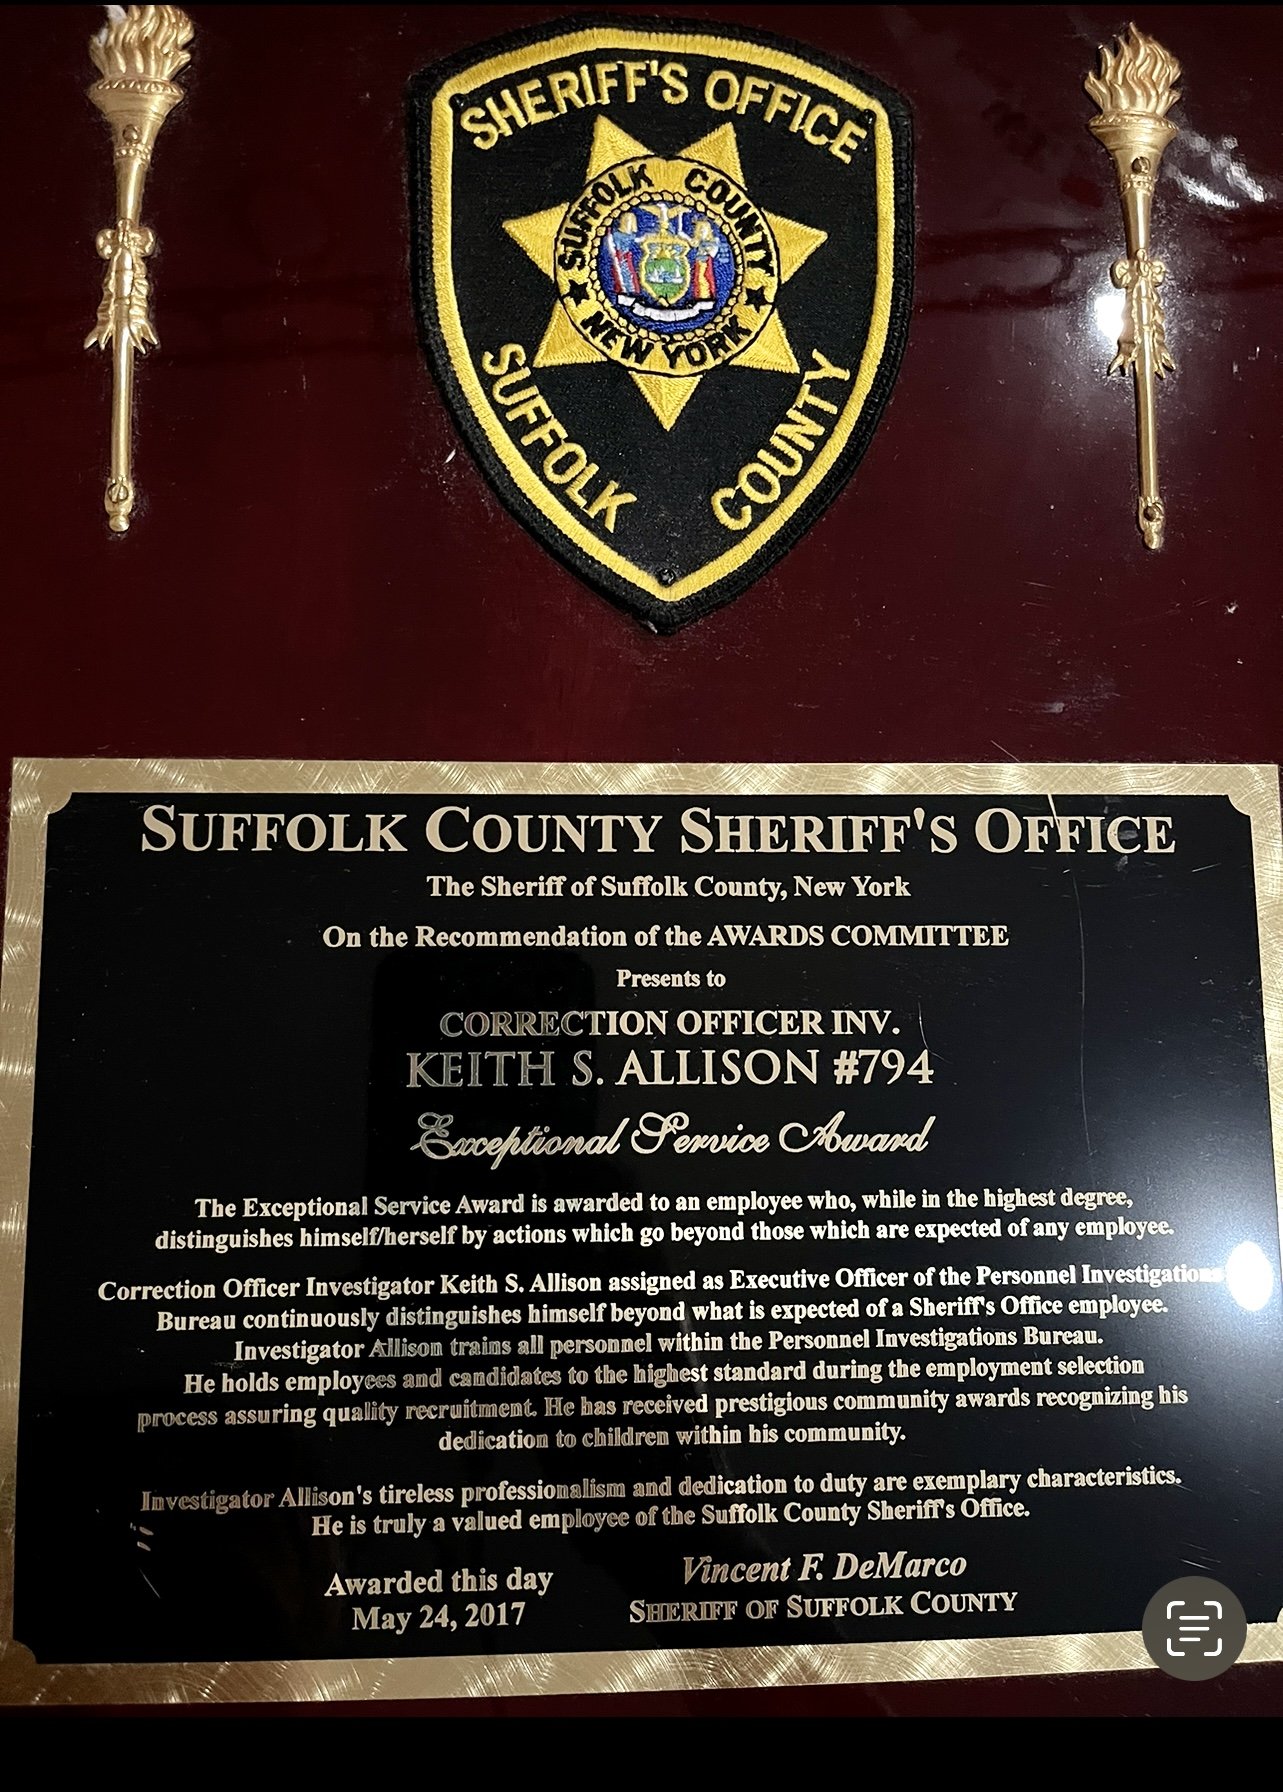 SHERIFF'S OFFICE
SUFFOLK COUNTY
NEW YORK
SUFFOLK COUNTY
SUFFOLK COUNTY SHERIFF'S OFFICE
The Sheriff of Suffolk County, New York
On the Recommendation of the AWARDS COMMITTEE
Presents to
CORRECTION OFFICER INV.
KEITH S. ALLISON #794
Exceptional Service Award
The Exceptional Service Award is awarded to an employee who, while in the highest degree,
distinguishes himself/herself by actions which go beyond those which are expected of any employee.
Correction Officer Investigator Keith S. Allison assigned as Executive Officer of the Personnel Investigations
Bureau continuously distinguishes himself beyond what is expected of a Sheriff's Office employee.
Investigator Allison trains all personnel within the Personnel Investigations Bureau.
He holds employees and candidates to the highest standard during the employment selection
process assuring quality recruitment. He has received prestigious community awards recognizing his
dedication to children within his community.
Investigator Allison's tireless professionalism and dedication to duty are exemplary characteristics.
He is truly a valued employee of the Suffolk County Sheriff's Office.
Awarded this day
May 24, 2017
Vincent F. DeMarco
SHERIFF OF SUFFOLK COUNTY